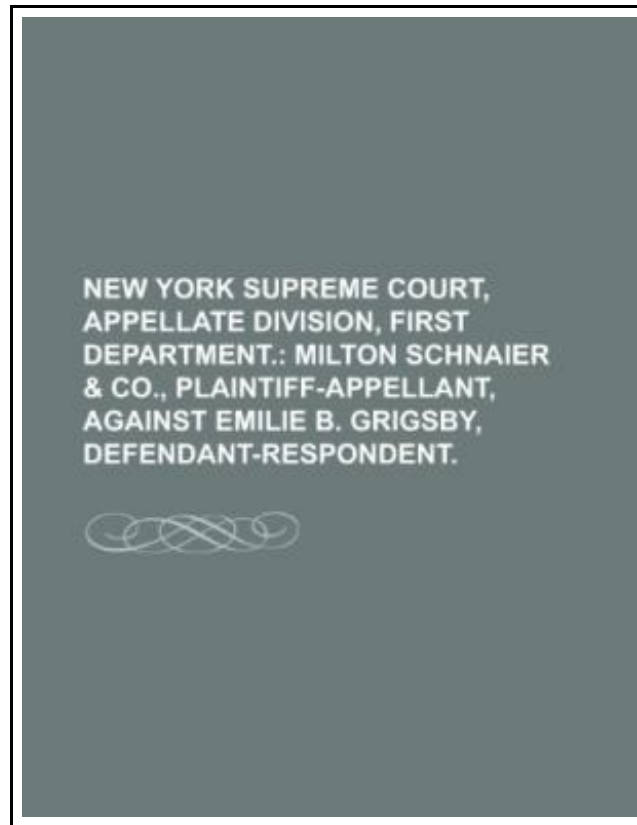 NEW YORK SUPREME COURT,
APPELLATE DIVISION, FIRST
DEPARTMENT.: MILTON SCHNAIER
& CO., PLAINTIFF-APPELLANT,
AGAINST EMILIE B. GRIGSBY,
DEFENDANT-RESPONDENT.